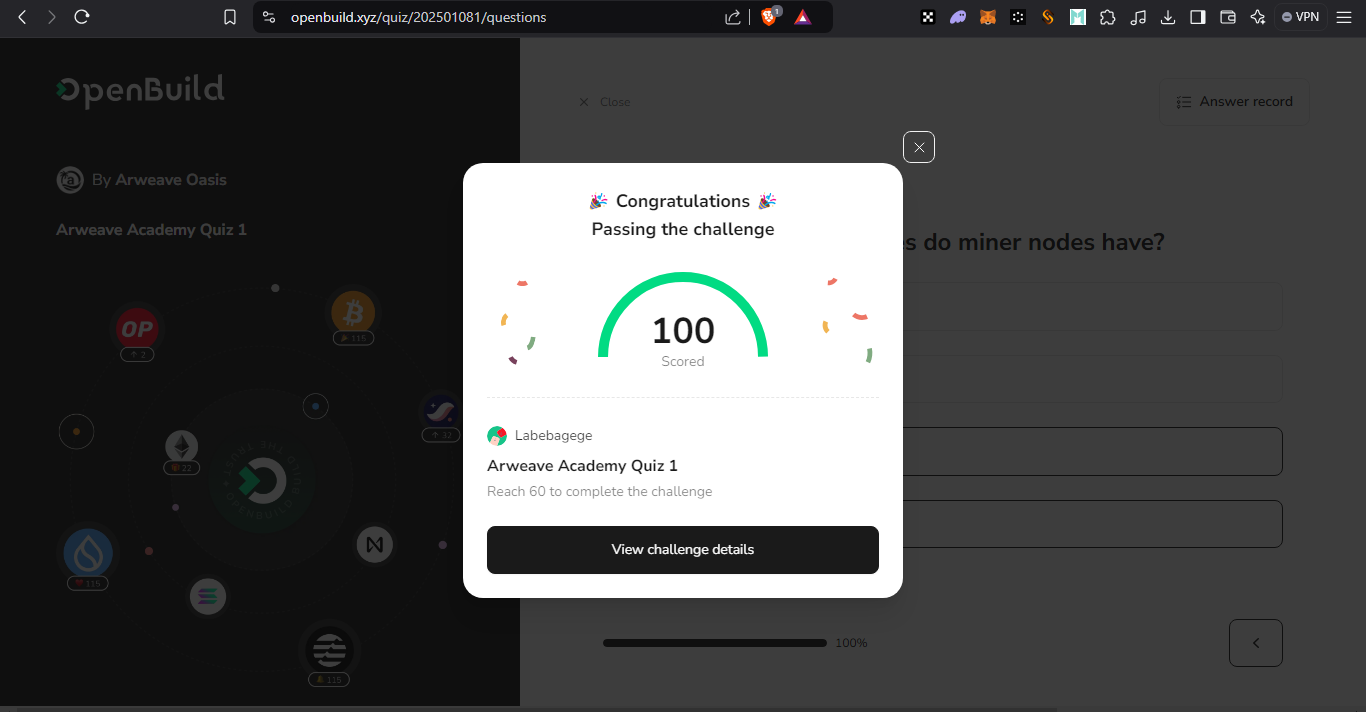 openbuild.xyz/quiz/202501081/questions
1
VPN
OpenBuild
Close
Answer record
By Arweave Oasis
Arweave Academy Quiz 1
s do miner nodes have?
🎉 Congratulations 🎉
Passing the challenge
100
Scored
Labebagege
Arweave Academy Quiz 1
Reach 60 to complete the challenge
View challenge details
OP
2
115
32
22
115
115
100%